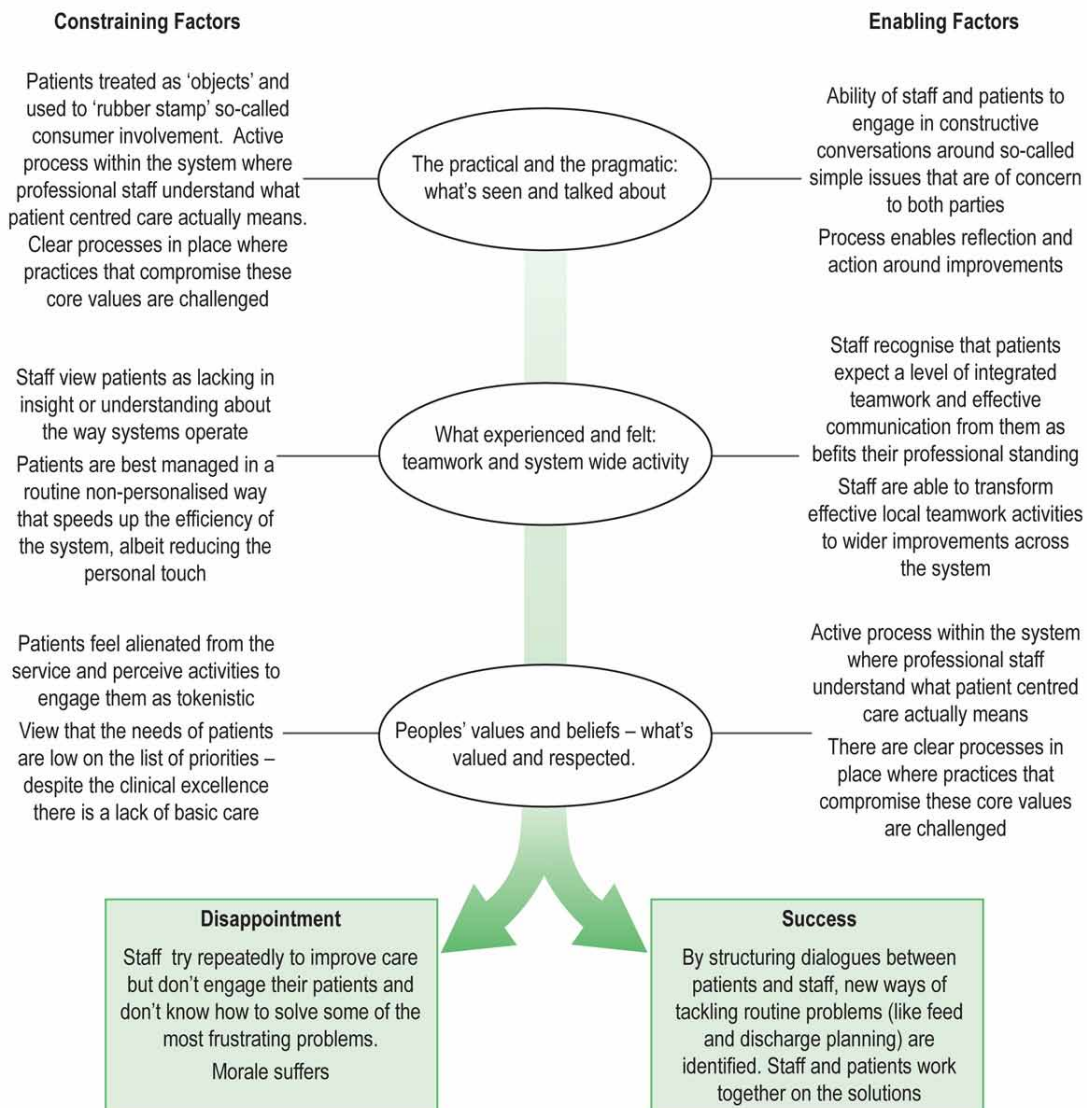 Constraining Factors
Enabling Factors
Patients treated as ‘objects’ and
used to ‘rubber stamp’ so-called
consumer involvement. Active
process within the system where
professional staff understand what
patient centred care actually means.
Clear processes in place where
practices that compromise these
core values are challenged
The practical and the pragmatic:
what’s seen and talked about
Ability of staff and patients to
engage in constructive
conversations around so-called
simple issues that are of concern
to both parties
Process enables reflection and
action around improvements
Staff view patients as lacking in
insight or understanding about
the way systems operate
Patients are best managed in a
routine non-personalised way
that speeds up the efficiency of
the system, albeit reducing the
personal touch
What experienced and felt:
teamwork and system wide activity
Staff recognise that patients
expect a level of integrated
teamwork and effective
communication from them as
befits their professional standing
Staff are able to transform
effective local teamwork activities
to wider improvements across
the system
Patients feel alienated from the
service and perceive activities to
engage them as tokenistic
View that the needs of patients
are low on the list of priorities –
despite the clinical excellence
there is a lack of basic care
Peoples’ values and beliefs – what’s
valued and respected.
Active process within the system
where professional staff
understand what patient centred
care actually means
There are clear processes in
place where practices that
compromise these core values
are challenged
Disappointment
Staff try repeatedly to improve care
but don’t engage their patients and
don’t know how to solve some of the
most frustrating problems.
Morale suffers
Success
By structuring dialogues between
patients and staff, new ways of
tackling routine problems (like feed
and discharge planning) are
identified. Staff and patients work
together on the solutions